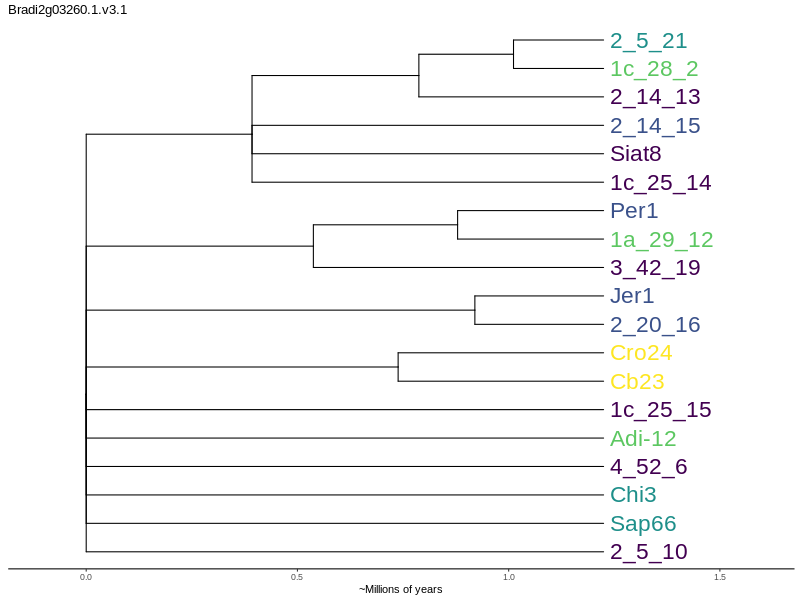 Bradi2g03260.1.v3.1
2_5_21
1c_28_2
2_14_13
2_14_15
Siat8
1c_25_14
Per1
1a_29_12
3_42_19
Jer1
2_20_16
Cro24
Cb23
1c_25_15
Adi-12
4_52_6
Chi3
Sap66
2_5_10
0.0 0.5 1.0 1.5
~Millions of years